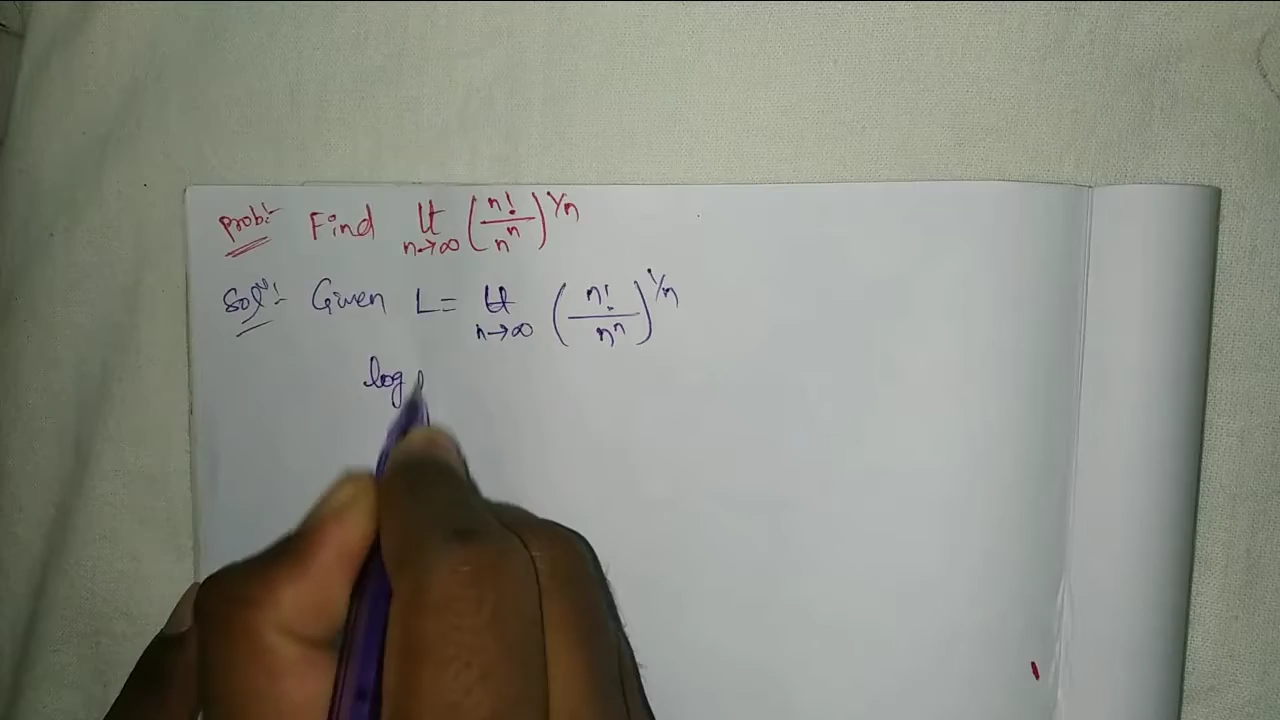 Prob:- Find lt n→∞ (n!/n^n)^1/n
Sol^n:- Given L = lt n→∞ (n!/n^n)^1/n
log